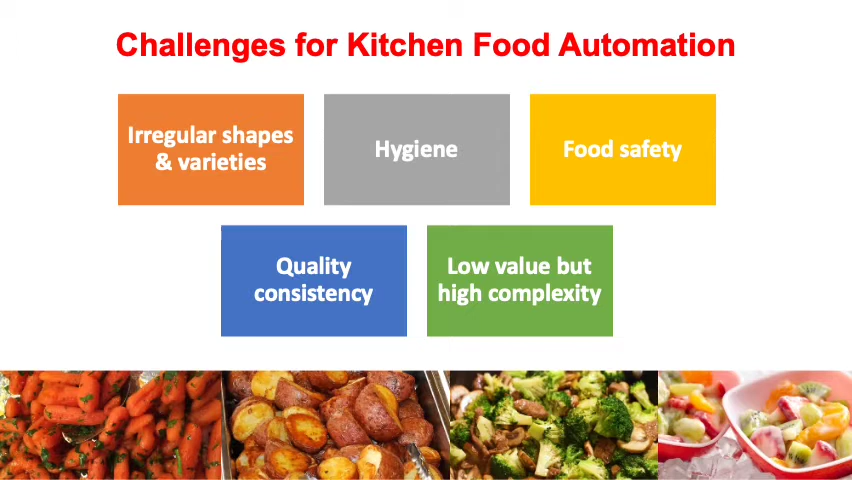 Challenges for Kitchen Food Automation
Irregular shapes
& varieties
Hygiene
Food safety
Quality
consistency
Low value but
high complexity